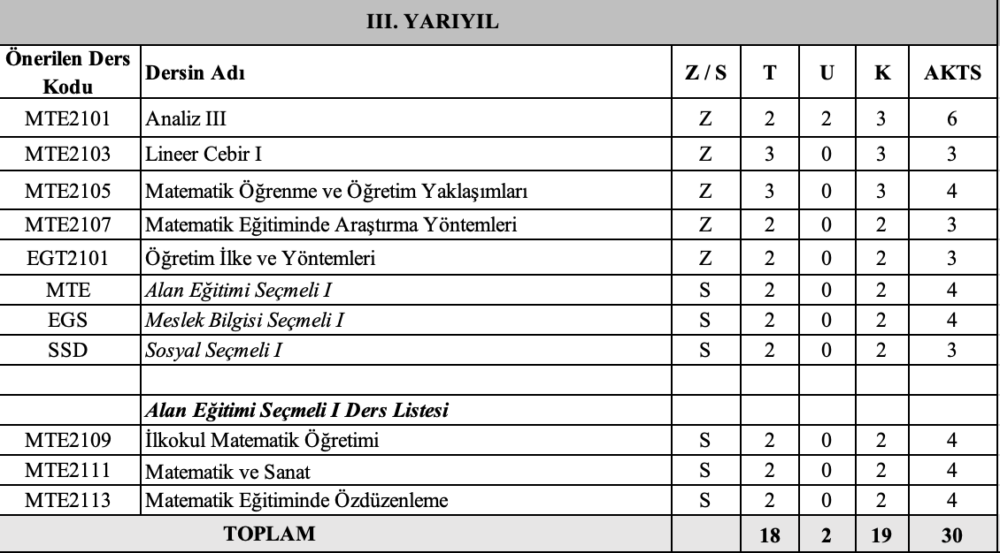 III. YARIYIL
Önerilen Ders Kodu Dersin Adı Z / S T U K AKTS
MTE2101 Analiz III Z 2 2 3 6
MTE2103 Lineer Cebir I Z 3 0 3 3
MTE2105 Matematik Öğrenme ve Öğretim Yaklaşımları Z 3 0 3 4
MTE2107 Matematik Eğitiminde Araştırma Yöntemleri Z 2 0 2 3
EGT2101 Öğretim İlke ve Yöntemleri Z 2 0 2 3
MTE Alan Eğitimi Seçmeli I S 2 0 2 4
EGS Meslek Bilgisi Seçmeli I S 2 0 2 4
SSD Sosyal Seçmeli I S 2 0 2 3
Alan Eğitimi Seçmeli I Ders Listesi
MTE2109 İlkokul Matematik Öğretimi S 2 0 2 4
MTE2111 Matematik ve Sanat S 2 0 2 4
MTE2113 Matematik Eğitiminde Özdüzenleme S 2 0 2 4
TOPLAM 18 2 19 30